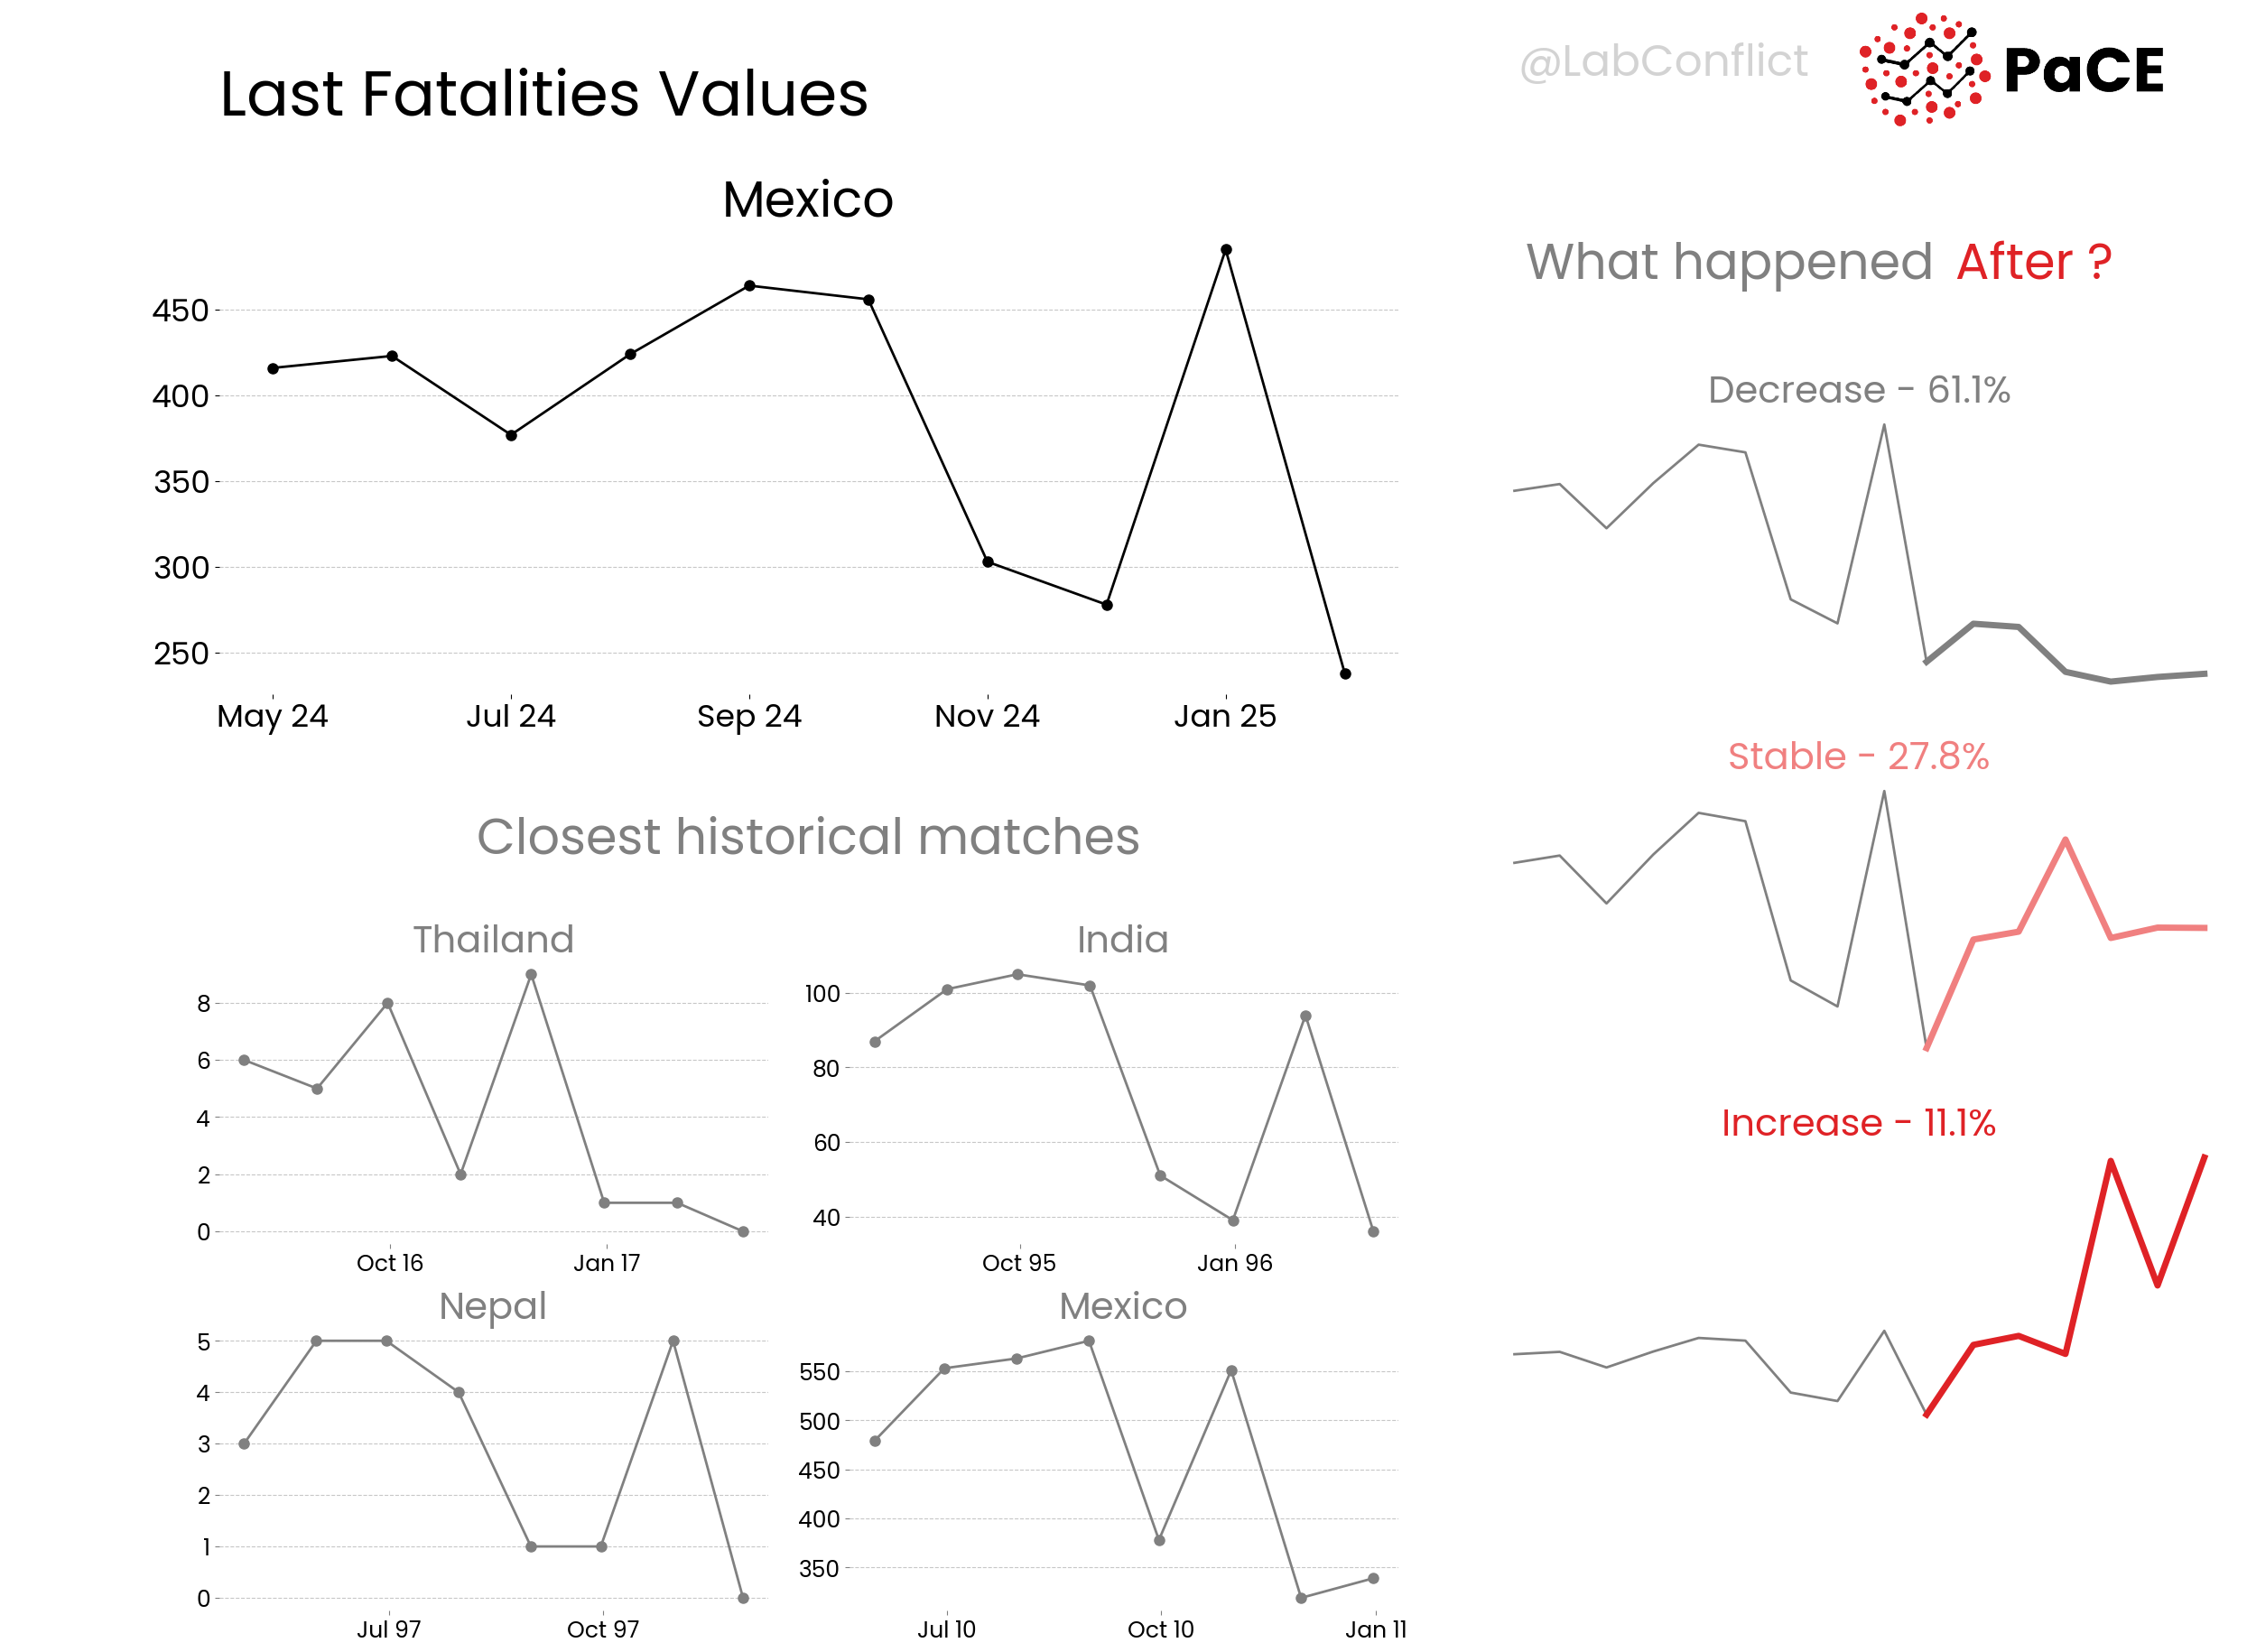 @LabConflict
PaCE
Last Fatalities Values
Mexico
450
400
350
300
250
May 24 Jul 24 Sep 24 Nov 24 Jan 25
What happened After ?
Decrease - 61.1%
Stable - 27.8%
Increase - 11.1%
Closest historical matches
Thailand
8
6
4
2
0
Oct 16 Jan 17
India
100
80
60
40
Oct 95 Jan 96
Nepal
5
4
3
2
1
0
Jul 97 Oct 97
Mexico
550
500
450
400
350
Jul 10 Oct 10 Jan 11